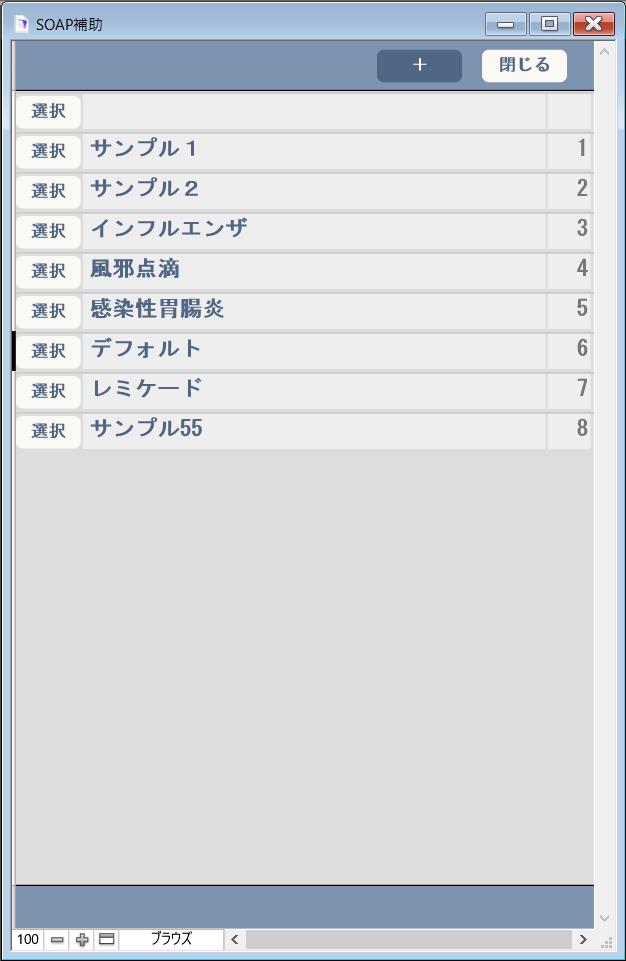 SOAP補助
＋ 閉じる
選択
選択 サンプル１ 1
選択 サンプル２ 2
選択 インフルエンザ 3
選択 風邪点滴 4
選択 感染性胃腸炎 5
選択 デフォルト 6
選択 レミケード 7
選択 サンプル55 8
100 ブラウズ